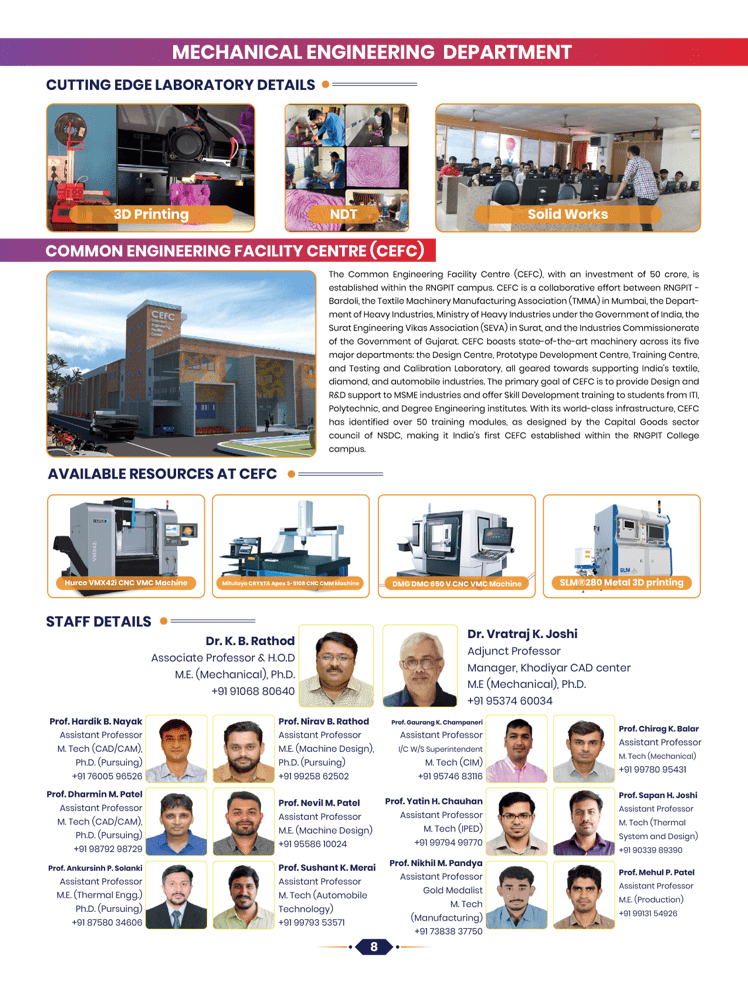 MECHANICAL ENGINEERING DEPARTMENT
CUTTING EDGE LABORATORY DETAILS
3D Printing
NDT
Solid Works
COMMON ENGINEERING FACILITY CENTRE (CEFC)
CEFC
The Common Engineering Facility Centre (CEFC), with an investment of 50 crore, is
established within the RNGPIT campus. CEFC is a collaborative effort between RNGPIT -
Bardoli, the Textile Machinery Manufacturing Association (TMMA) in Mumbai, the Depart-
ment of Heavy Industries, Ministry of Heavy Industries under the Government of India, the
Surat Engineering Vikas Association (SEVA) in Surat, and the Industries Commissionerate
of the Government of Gujarat. CEFC boasts state-of-the-art machinery across its five
major departments: the Design Centre, Prototype Development Centre, Training Centre,
and Testing and Calibration Laboratory, all geared towards supporting India's textile,
diamond, and automobile industries. The primary goal of CEFC is to provide Design and
R&D support to MSME industries and offer Skill Development training to students from ITI,
Polytechnic, and Degree Engineering institutes. With its world-class infrastructure, CEFC
has identified over 50 training modules, as designed by the Capital Goods sector
council of NSDC, making it India's first CEFC established within the RNGPIT College
campus.
AVAILABLE RESOURCES AT CEFC
Hurco VMX42i CNC VMC Machine
Mitutoyo CRYSTA Apex S-9108 CNC CMM Machine
DMG DMC 650 V CNC VMC Machine
SLM
SLM®280 Metal 3D printing
STAFF DETAILS
Dr. K. B. Rathod
Associate Professor & H.O.D
M.E. (Mechanical), Ph.D.
+91 91068 80640
Dr. Vratraj K. Joshi
Adjunct Professor
Manager, Khodiyar CAD center
M.E (Mechanical), Ph.D.
+91 95374 60034
Prof. Hardik B. Nayak
Assistant Professor
M. Tech (CAD/CAM),
Ph.D. (Pursuing)
+91 76005 96526
Prof. Nirav B. Rathod
Assistant Professor
M.E. (Machine Design),
Ph.D. (Pursuing)
+91 99258 62502
Prof. Gaurang K. Champaneri
Assistant Professor
I/C W/S Superintendent
M. Tech (CIM)
+91 95746 83116
Prof. Chirag K. Balar
Assistant Professor
M. Tech (Mechanical)
+91 99780 95431
Prof. Dharmin M. Patel
Assistant Professor
M. Tech (CAD/CAM),
Ph.D. (Pursuing)
+91 98792 98729
Prof. Nevil M. Patel
Assistant Professor
M.E. (Machine Design)
+91 95586 10024
Prof. Yatin H. Chauhan
Assistant Professor
M. Tech (IPED)
+91 99794 99770
Prof. Sapan H. Joshi
Assistant Professor
M. Tech (Thermal
System and Design)
+91 90339 89390
Prof. Ankursinh P. Solanki
Assistant Professor
M.E. (Thermal Engg.)
Ph.D. (Pursuing)
+91 87580 34606
Prof. Sushant K. Merai
Assistant Professor
M. Tech (Automobile
Technology)
+91 99793 53571
Prof. Nikhil M. Pandya
Assistant Professor
Gold Medalist
M. Tech
(Manufacturing)
+91 73838 37750
Prof. Mehul P. Patel
Assistant Professor
M.E. (Production)
+91 99131 54926
8